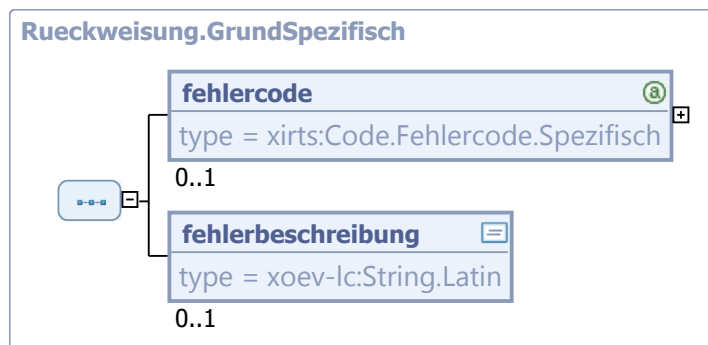 Rueckweisung.GrundSpezifisch
fehlercode
type = xirts:Code.Fehlercode.Spezifisch
0..1
fehlerbeschreibung
type = xoev-lc:String.Latin
0..1